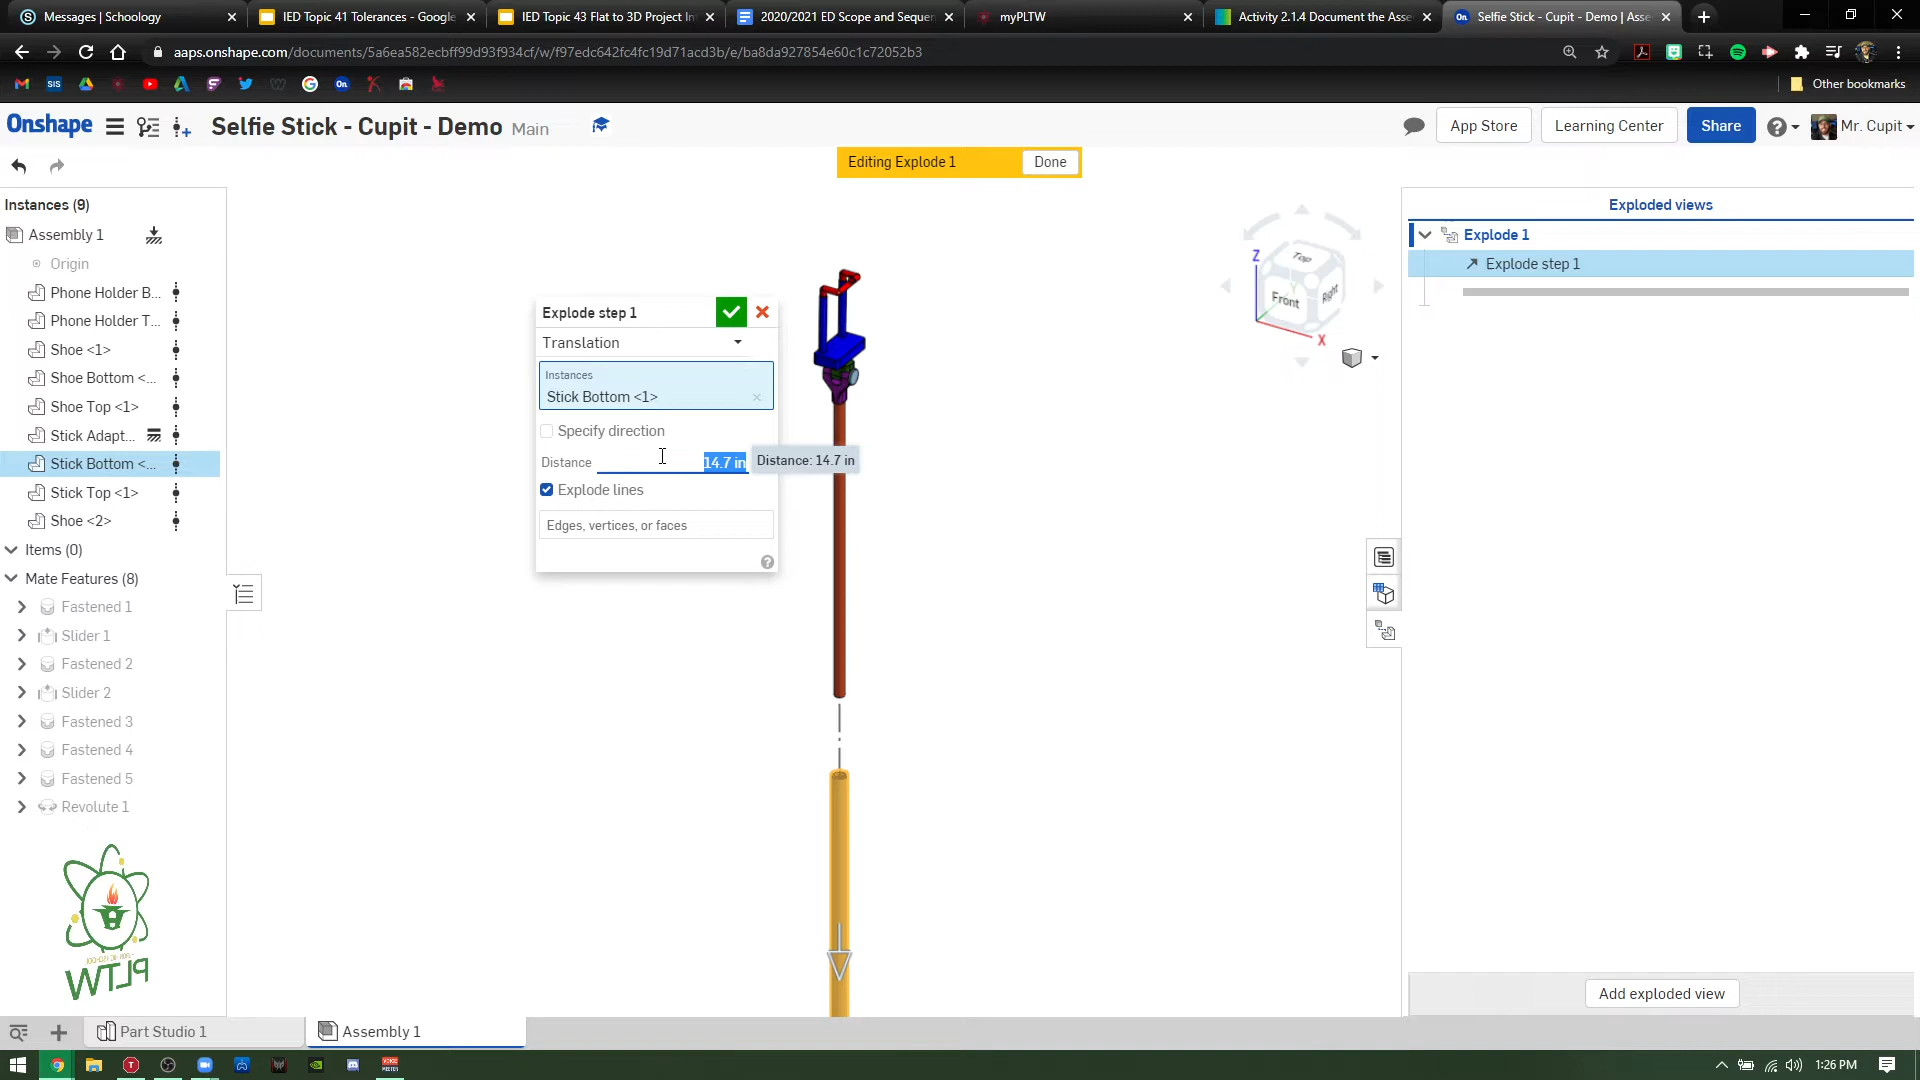 Messages | Schoology
IED Topic 41 Tolerances - Google
IED Topic 43 Flat to 3D Project In
2020/2021 ED Scope and Sequen
myPLTW
Activity 2.1.4 Document the Asse
Selfie Stick - Cupit - Demo | Asse
aaps.onshape.com/documents/5a6ea582ecbff99d93f934cf/w/f97edc642fc4fc19d71acd3b/e/ba8da927854e60c1c72052b3
SIS
On
Other bookmarks
Onshape
Selfie Stick - Cupit - Demo Main
App Store
Learning Center
Share
Mr. Cupit
Editing Explode 1
Done
Instances (9)
Assembly 1
Origin
Phone Holder B...
Phone Holder T...
Shoe <1>
Shoe Bottom <...
Shoe Top <1>
Stick Adapt...
Stick Bottom <...
Stick Top <1>
Shoe <2>
Items (0)
Mate Features (8)
Fastened 1
Slider 1
Fastened 2
Slider 2
Fastened 3
Fastened 4
Fastened 5
Revolute 1
PLTW
Explode step 1
Translation
Instances
Stick Bottom <1>
Specify direction
Distance 14.7 in
Distance: 14.7 in
Explode lines
Edges, vertices, or faces
Z
Top
Front
Right
Y
X
Exploded views
Explode 1
Explode step 1
Add exploded view
Part Studio 1
Assembly 1
1:26 PM